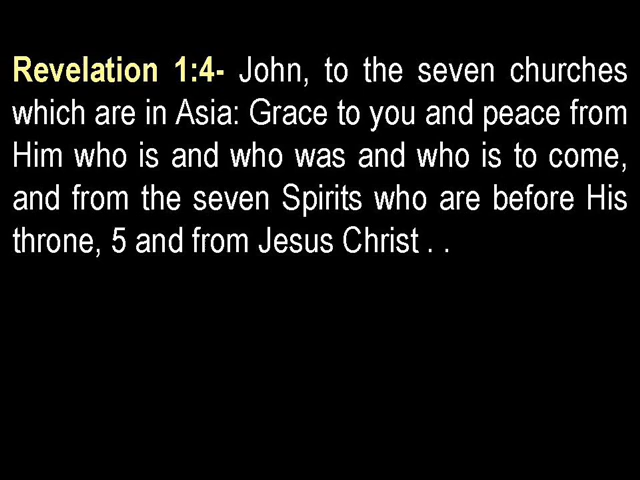 Revelation 1:4- John, to the seven churches
which are in Asia: Grace to you and peace from
Him who is and who was and who is to come,
and from the seven Spirits who are before His
throne, 5 and from Jesus Christ . .